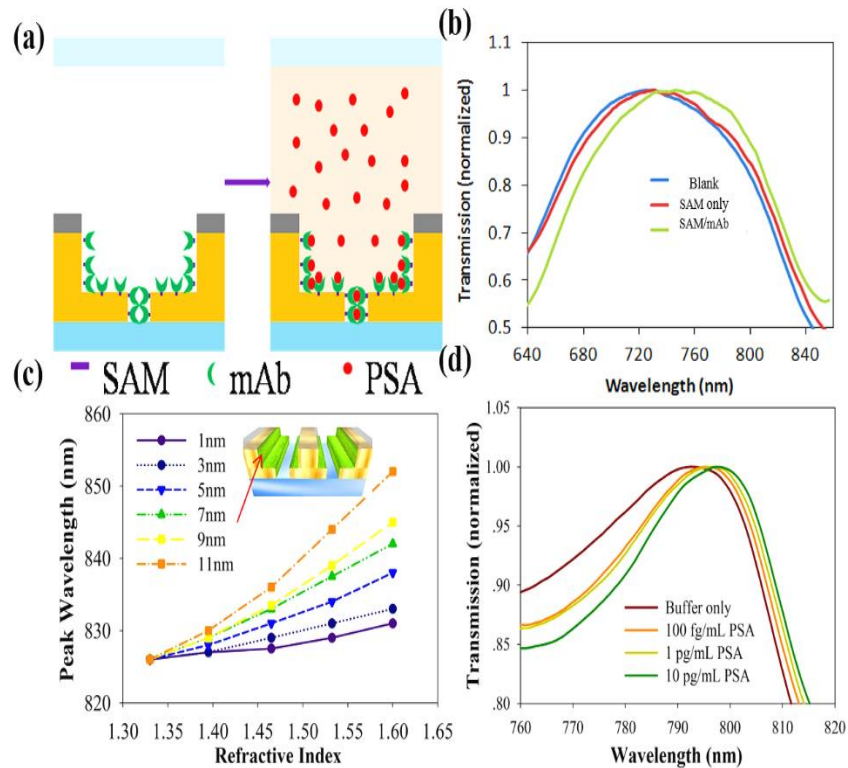 (a)
SAM
mAb
PSA
(b)
Transmission (normalized)
1.1
1
0.9
0.8
0.7
0.6
0.5
Blank
SAM only
SAM/mAb
640
680
720
760
800
840
Wavelength (nm)
(c)
Peak Wavelength (nm)
860
850
840
830
820
1nm
3nm
5nm
7nm
9nm
11nm
1.30
1.35
1.40
1.45
1.50
1.55
1.60
1.65
Refractive Index
(d)
Transmission (normalized)
1.05
1.00
.95
.90
.85
.80
Buffer only
100 fg/mL PSA
1 pg/mL PSA
10 pg/mL PSA
760
770
780
790
800
810
820
Wavelength (nm)